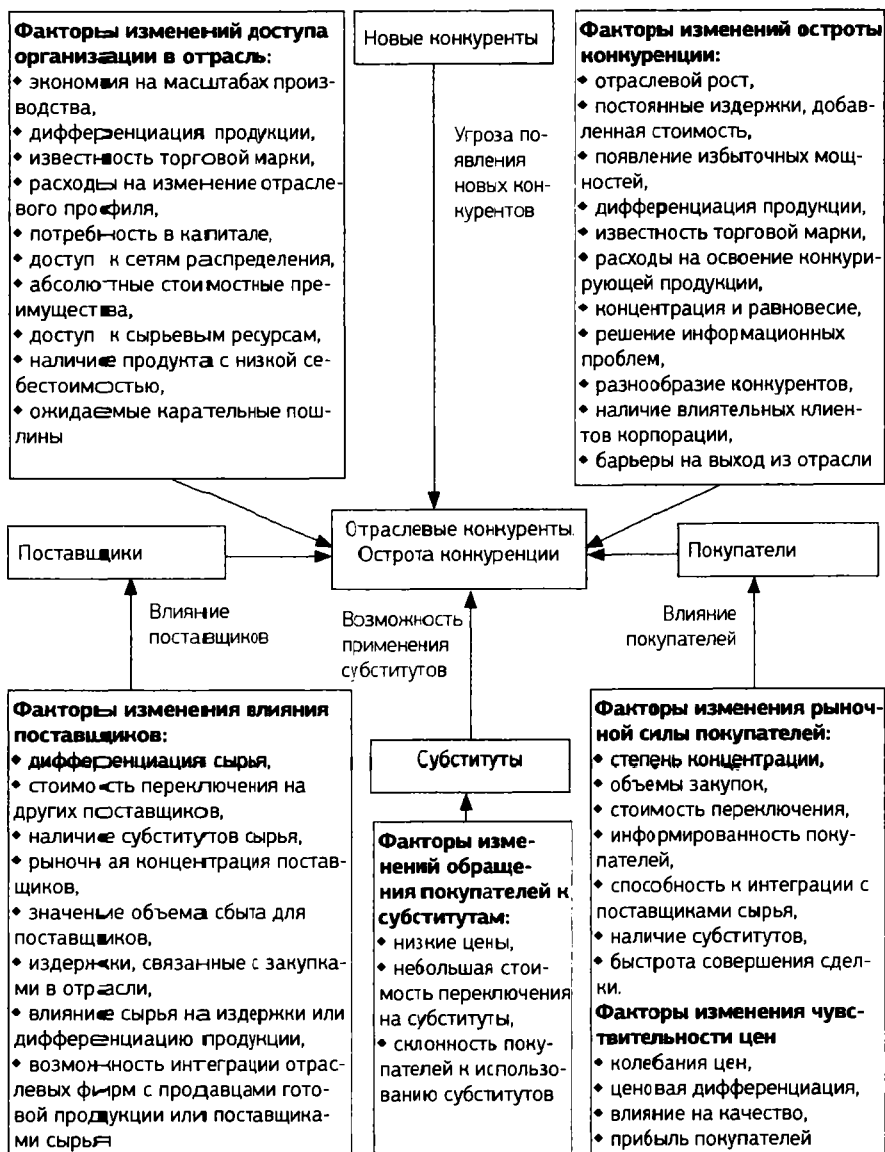 Факторы изменений доступа
организации в отрасль:
• экономия на масштабах произ-
водства,
• дифференциация продукции,
• известность торговой марки,
• расходы на изменение отрасле-
вого профиля,
• потребность в капитале,
• доступ к сетям распределения,
• абсолютные стоимостные пре-
имущества,
• доступ к сырьевым ресурсам,
• наличие продукта с низкой се-
бестоимостью,
• ожидаемые карательные пош-
лины
Новые конкуренты
Угроза по-
явления
новых кон-
курентов
Факторы изменений остроты
конкуренции:
• отраслевой рост,
• постоянные издержки, добав-
ленная стоимость,
• появление избыточных мощ-
ностей,
• дифференциация продукции,
• известность торговой марки,
• расходы на освоение конкури-
рующей продукции,
• концентрация и равновесие,
• решение информационных
проблем,
• разнообразие конкурентов,
• наличие влиятельных клиен-
тов корпорации,
• барьеры на выход из отрасли
Поставщики
Отраслевые конкуренты.
Острота конкуренции
Покупатели
Влияние
поставщиков
Возможность
применения
субститутов
Влияние
покупателей
Факторы изменения влияния
поставщиков:
• дифференциация сырья,
• стоимость переключения на
других поставщиков,
• наличие субститутов сырья,
• рыночная концентрация постав-
щиков,
• значение объема сбыта для
поставщиков,
• издержки, связанные с закупка-
ми в отрасли,
• влияние сырья на издержки или
дифференциацию продукции,
• возможность интеграции отрас-
левых фирм с продавцами гото-
вой продукции или поставщика-
ми сырья
Субституты
Факторы изме-
нений обраще-
ния покупателей к
субститутам:
• низкие цены,
• небольшая стои-
мость переключения
на субституты,
• склонность поку-
пателей к использо-
ванию субститутов
Факторы изменения рыноч-
ной силы покупателей:
• степень концентрации,
• объемы закупок,
• стоимость переключения,
• информированность поку-
пателей,
• способность к интеграции с
поставщиками сырья,
• наличие субститутов,
• быстрота совершения сдел-
ки.
Факторы изменения чувс-
твительности цен
• колебания цен,
• ценовая дифференциация,
• влияние на качество,
• прибыль покупателей